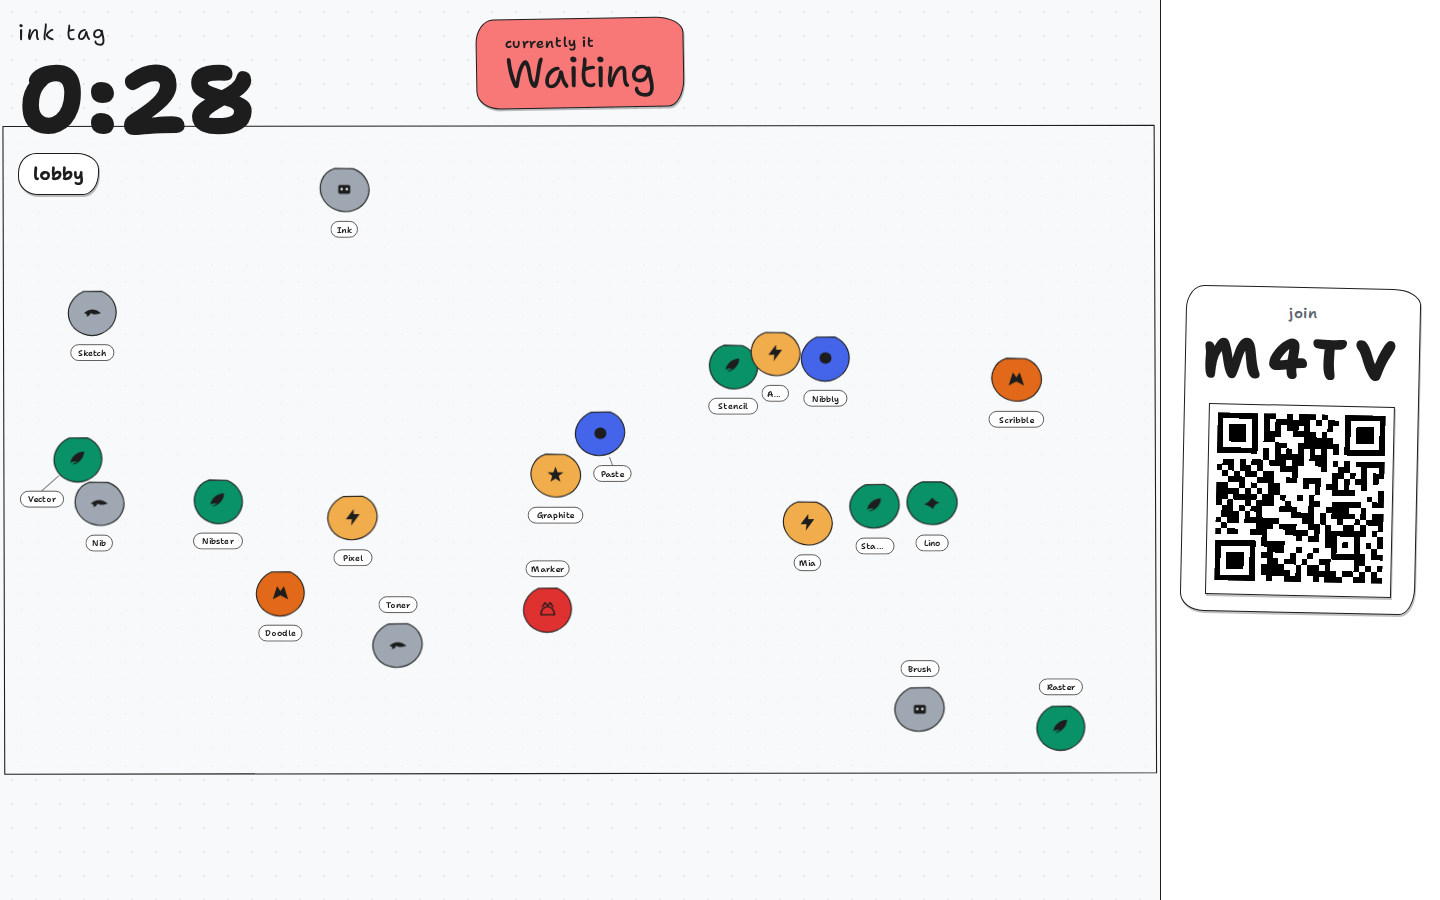 ink tag
0:28
currently it
Waiting
lobby
Ink
Sketch
Stencil
A...
Nibbly
Scribble
Vector
Nib
Nibster
Pixel
Graphite
Paste
Mia
Sta...
Lino
Doodle
Toner
Marker
Brush
Raster
join
M4TV